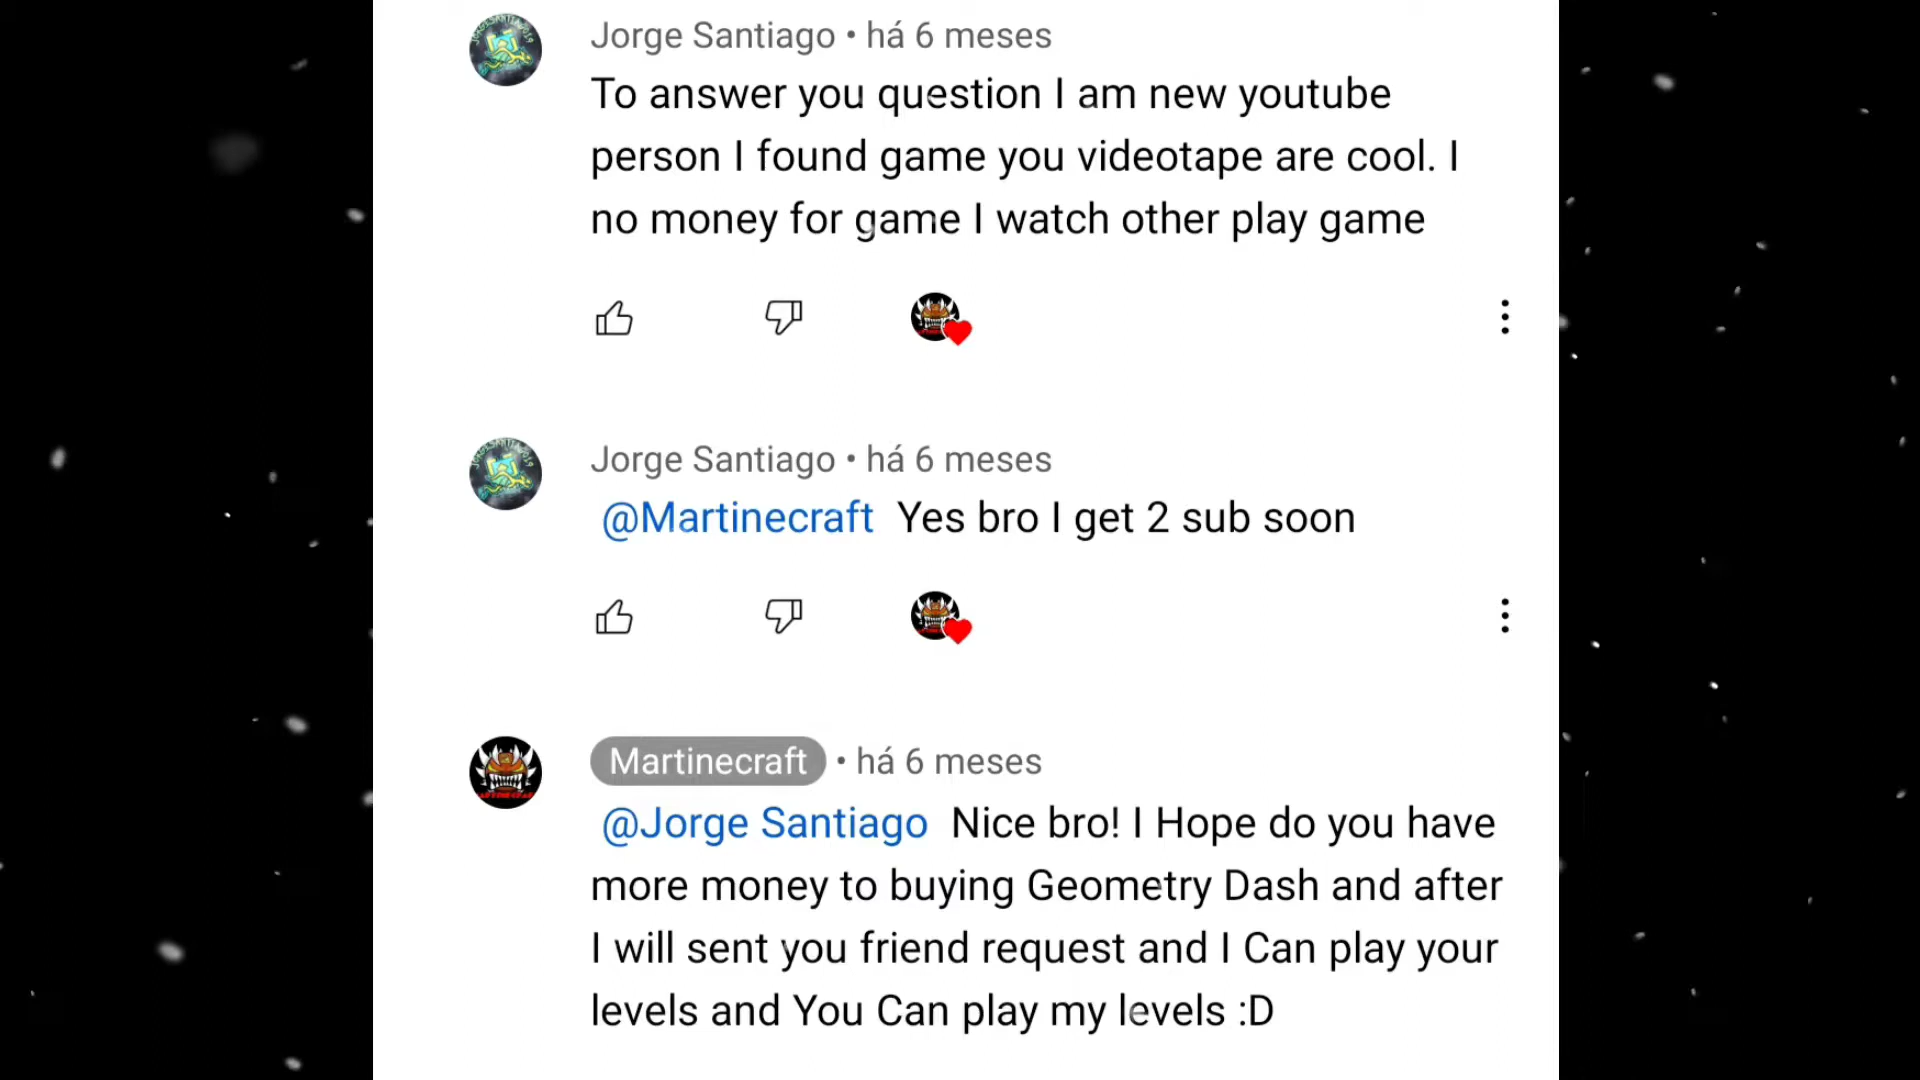 Jorge Santiago • há 6 meses
To answer you question I am new youtube
person I found game you videotape are cool. I
no money for game I watch other play game
Jorge Santiago • há 6 meses
@Martinecraft Yes bro I get 2 sub soon
Martinecraft • há 6 meses
@Jorge Santiago Nice bro! I Hope do you have
more money to buying Geometry Dash and after
I will sent you friend request and I Can play your
levels and You Can play my levels :D